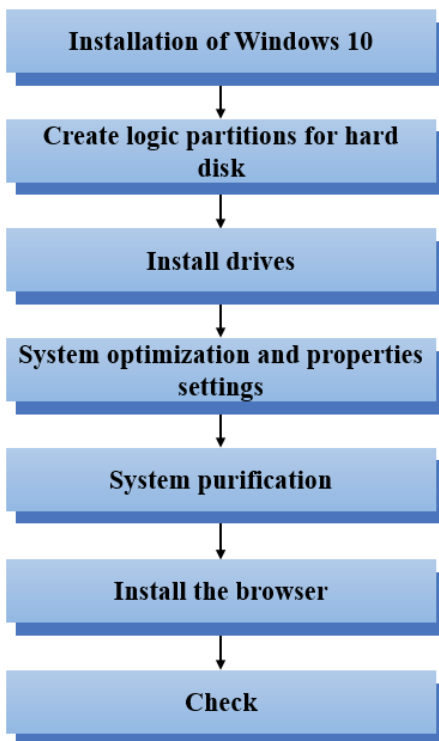 Installation of Windows 10
Create logic partitions for hard
disk
Install drives
System optimization and properties
settings
System purification
Install the browser
Check